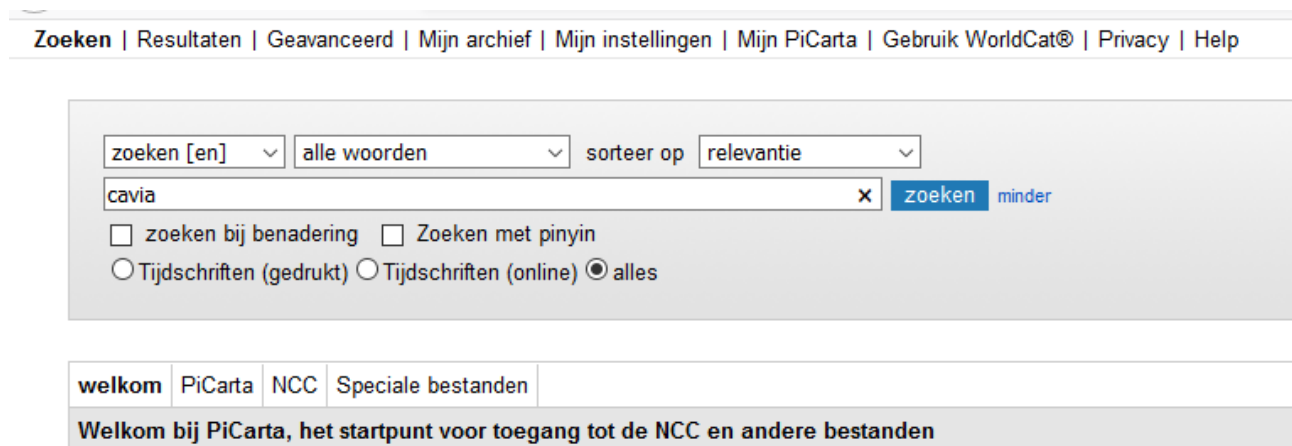 Zoeken | Resultaten | Geavanceerd | Mijn archief | Mijn instellingen | Mijn PiCarta | Gebruik WorldCat® | Privacy | Help
zoeken [en] alle woorden sorteer op relevantie
cavia x zoeken minder
zoeken bij benadering Zoeken met pinyin
Tijdschriften (gedrukt) Tijdschriften (online) alles
welkom PiCarta NCC Speciale bestanden
Welkom bij PiCarta, het startpunt voor toegang tot de NCC en andere bestanden